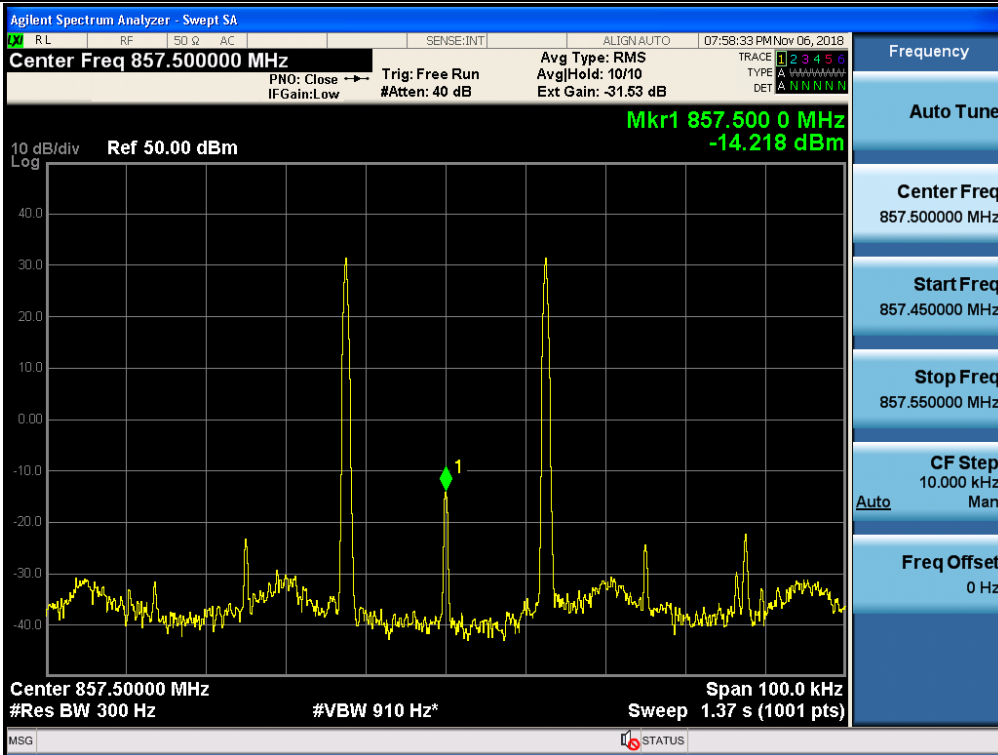 Agilent Spectrum Analyzer - Swept SA
LXI RL RF 50 Ω AC SENSE:INT ALIGN AUTO 07:58:33 PM Nov 06, 2018
Center Freq 857.500000 MHz
PNO: Close
IFGain:Low
Trig: Free Run
#Atten: 40 dB
Avg Type: RMS
Avg|Hold: 10/10
Ext Gain: -31.53 dB
TRACE 1 2 3 4 5 6
TYPE A
DET A N N N N N
Mkr1 857.500 0 MHz
-14.218 dBm
10 dB/div Ref 50.00 dBm
Log
40.0
30.0
20.0
10.0
0.00
-10.0
-20.0
-30.0
-40.0
1
Center 857.50000 MHz Span 100.0 kHz
#Res BW 300 Hz #VBW 910 Hz* Sweep 1.37 s (1001 pts)
MSG STATUS
Frequency
Auto Tune
Center Freq
857.500000 MHz
Start Freq
857.450000 MHz
Stop Freq
857.550000 MHz
CF Step
10.000 kHz
Auto Man
Freq Offset
0 Hz